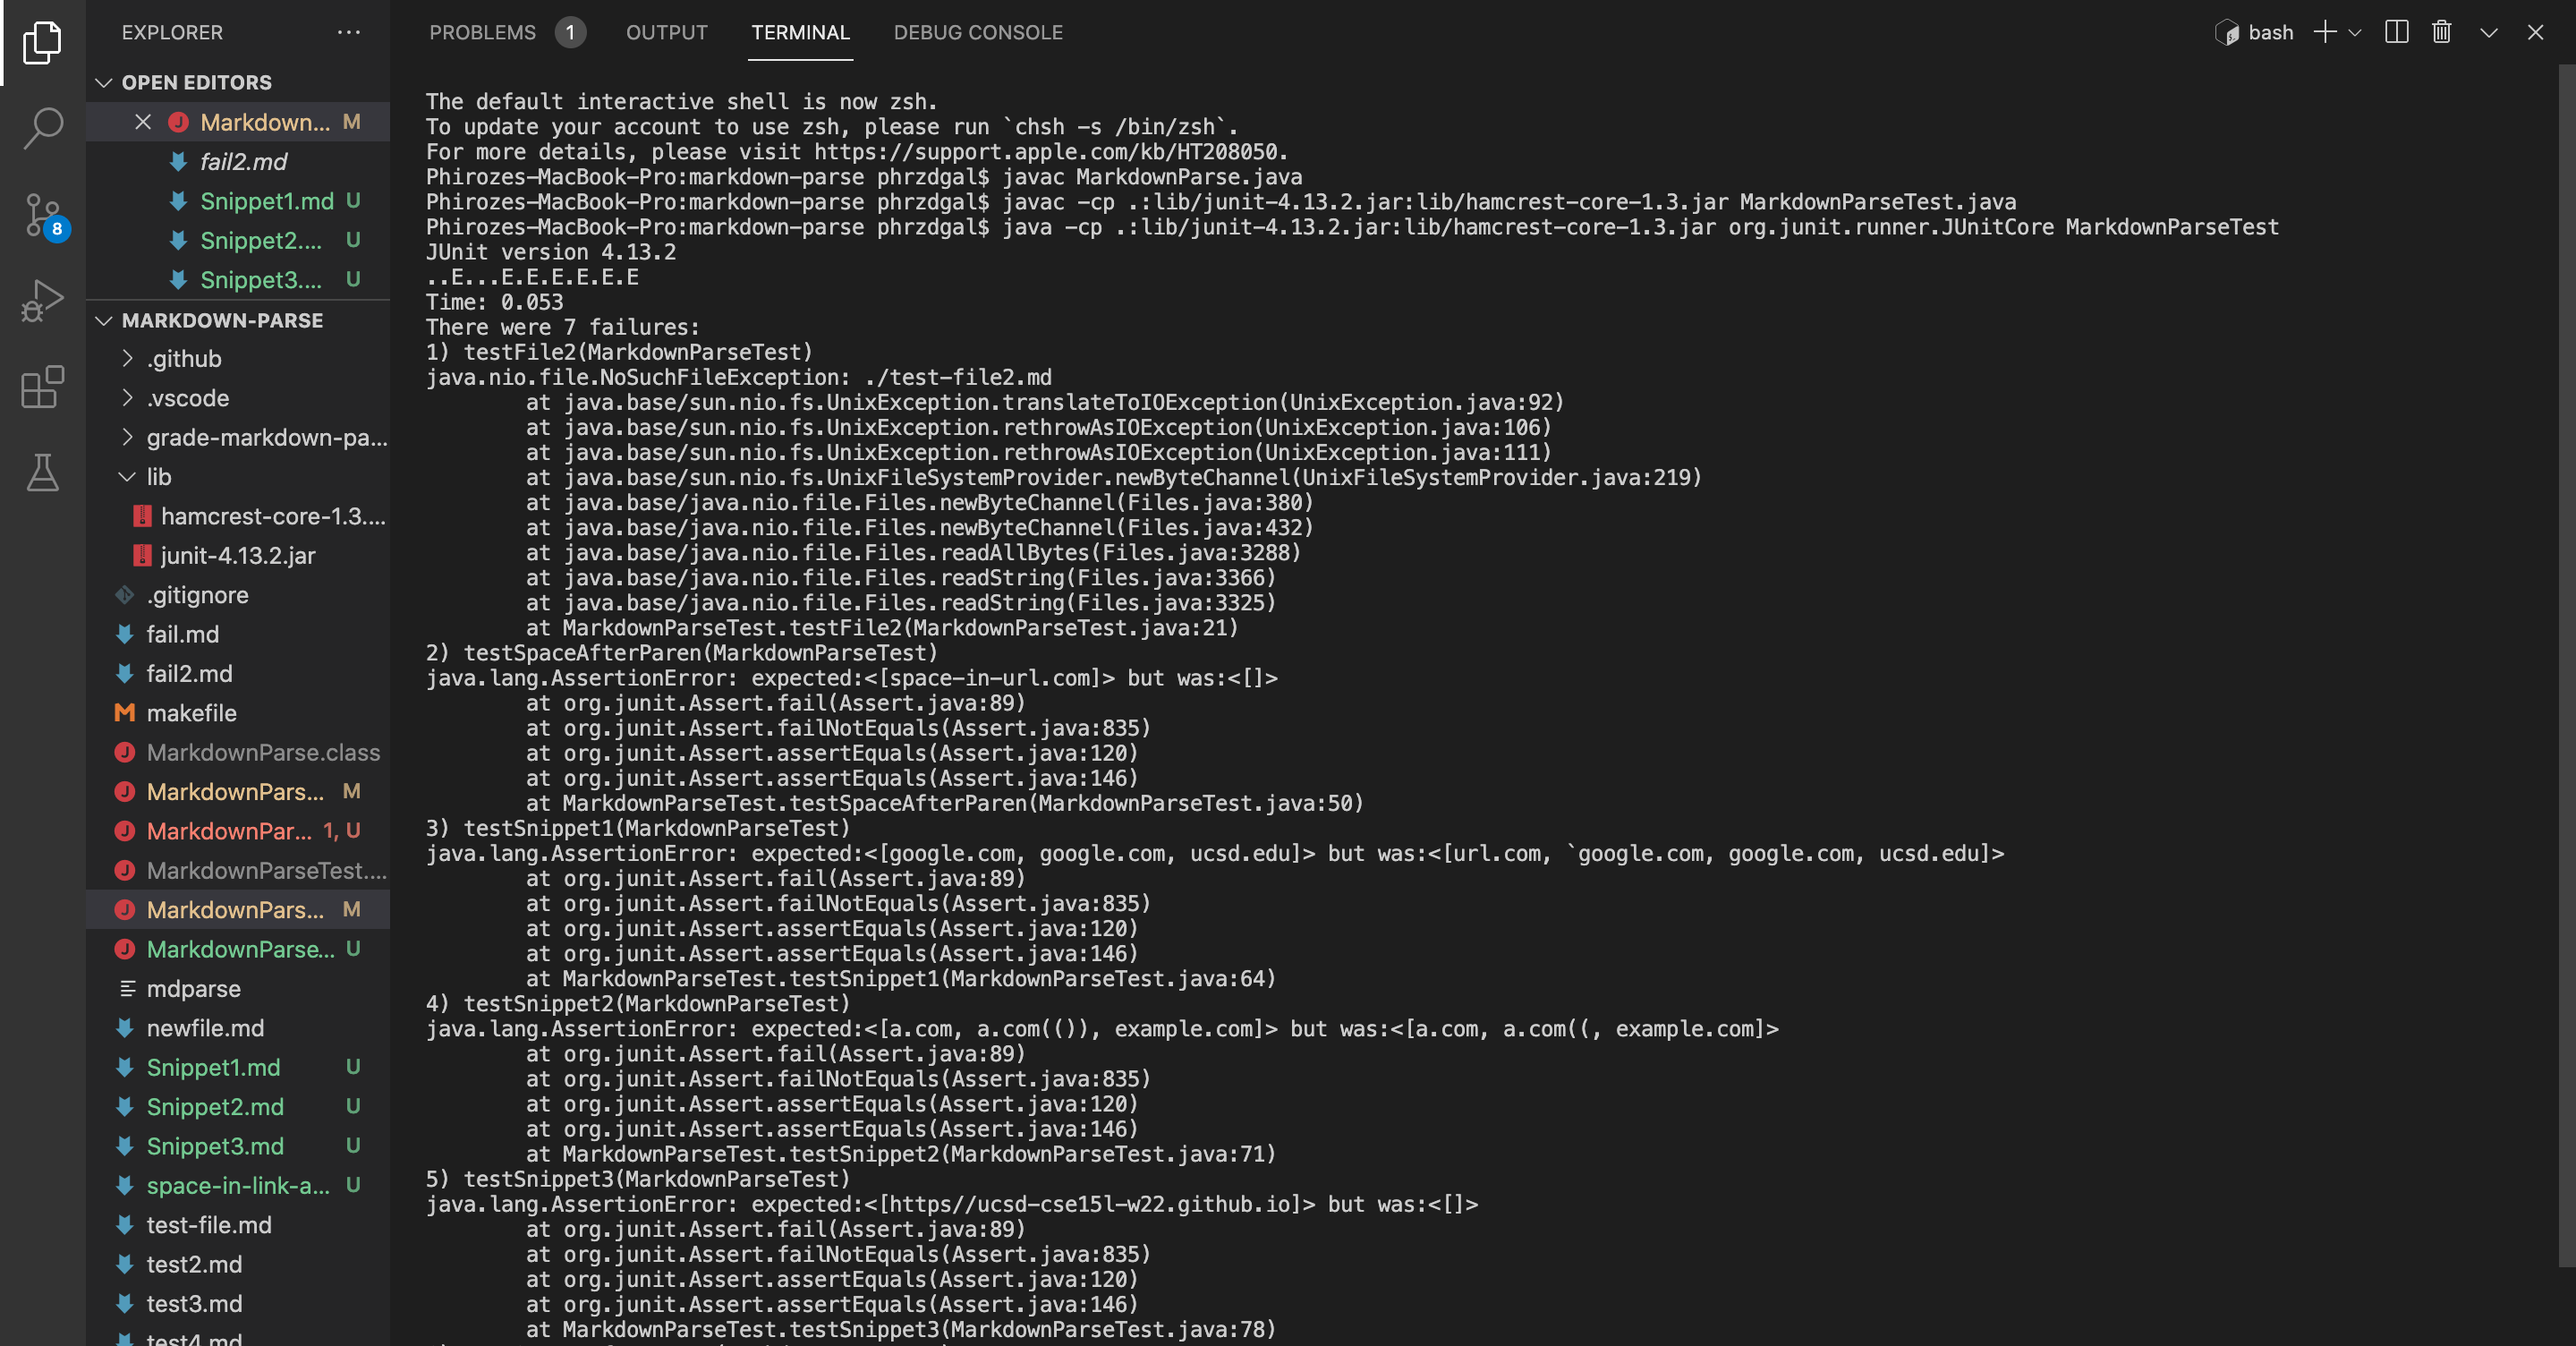 EXPLORER
OPEN EDITORS
Markdown... M
fail2.md
Snippet1.md U
Snippet2.... U
Snippet3.... U
8
MARKDOWN-PARSE
.github
.vscode
grade-markdown-pa...
lib
hamcrest-core-1.3....
junit-4.13.2.jar
.gitignore
fail.md
fail2.md
makefile
MarkdownParse.class
MarkdownPars... M
MarkdownPar... 1, U
MarkdownParseTest....
MarkdownPars... M
MarkdownParse... U
mdparse
newfile.md
Snippet1.md U
Snippet2.md U
Snippet3.md U
space-in-link-a... U
test-file.md
test2.md
test3.md
test4.md
PROBLEMS 1 OUTPUT TERMINAL DEBUG CONSOLE
bash
The default interactive shell is now zsh.
To update your account to use zsh, please run `chsh -s /bin/zsh`.
For more details, please visit https://support.apple.com/kb/HT208050.
Phirozes-MacBook-Pro:markdown-parse phrzdgal$ javac MarkdownParse.java
Phirozes-MacBook-Pro:markdown-parse phrzdgal$ javac -cp .:lib/junit-4.13.2.jar:lib/hamcrest-core-1.3.jar MarkdownParseTest.java
Phirozes-MacBook-Pro:markdown-parse phrzdgal$ java -cp .:lib/junit-4.13.2.jar:lib/hamcrest-core-1.3.jar org.junit.runner.JUnitCore MarkdownParseTest
JUnit version 4.13.2
..E...E.E.E.E.E.E
Time: 0.053
There were 7 failures:
1) testFile2(MarkdownParseTest)
java.nio.file.NoSuchFileException: ./test-file2.md
at java.base/sun.nio.fs.UnixException.translateToIOException(UnixException.java:92)
at java.base/sun.nio.fs.UnixException.rethrowAsIOException(UnixException.java:106)
at java.base/sun.nio.fs.UnixException.rethrowAsIOException(UnixException.java:111)
at java.base/sun.nio.fs.UnixFileSystemProvider.newByteChannel(UnixFileSystemProvider.java:219)
at java.base/java.nio.file.Files.newByteChannel(Files.java:380)
at java.base/java.nio.file.Files.newByteChannel(Files.java:432)
at java.base/java.nio.file.Files.readAllBytes(Files.java:3288)
at java.base/java.nio.file.Files.readString(Files.java:3366)
at java.base/java.nio.file.Files.readString(Files.java:3325)
at MarkdownParseTest.testFile2(MarkdownParseTest.java:21)
2) testSpaceAfterParen(MarkdownParseTest)
java.lang.AssertionError: expected:<[space-in-url.com]> but was:<[]>
at org.junit.Assert.fail(Assert.java:89)
at org.junit.Assert.failNotEquals(Assert.java:835)
at org.junit.Assert.assertEquals(Assert.java:120)
at org.junit.Assert.assertEquals(Assert.java:146)
at MarkdownParseTest.testSpaceAfterParen(MarkdownParseTest.java:50)
3) testSnippet1(MarkdownParseTest)
java.lang.AssertionError: expected:<[google.com, google.com, ucsd.edu]> but was:<[url.com, `google.com, google.com, ucsd.edu]>
at org.junit.Assert.fail(Assert.java:89)
at org.junit.Assert.failNotEquals(Assert.java:835)
at org.junit.Assert.assertEquals(Assert.java:120)
at org.junit.Assert.assertEquals(Assert.java:146)
at MarkdownParseTest.testSnippet1(MarkdownParseTest.java:64)
4) testSnippet2(MarkdownParseTest)
java.lang.AssertionError: expected:<[a.com, a.com(()), example.com]> but was:<[a.com, a.com((, example.com]>
at org.junit.Assert.fail(Assert.java:89)
at org.junit.Assert.failNotEquals(Assert.java:835)
at org.junit.Assert.assertEquals(Assert.java:120)
at org.junit.Assert.assertEquals(Assert.java:146)
at MarkdownParseTest.testSnippet2(MarkdownParseTest.java:71)
5) testSnippet3(MarkdownParseTest)
java.lang.AssertionError: expected:<[https//ucsd-cse15l-w22.github.io]> but was:<[]>
at org.junit.Assert.fail(Assert.java:89)
at org.junit.Assert.failNotEquals(Assert.java:835)
at org.junit.Assert.assertEquals(Assert.java:120)
at org.junit.Assert.assertEquals(Assert.java:146)
at MarkdownParseTest.testSnippet3(MarkdownParseTest.java:78)